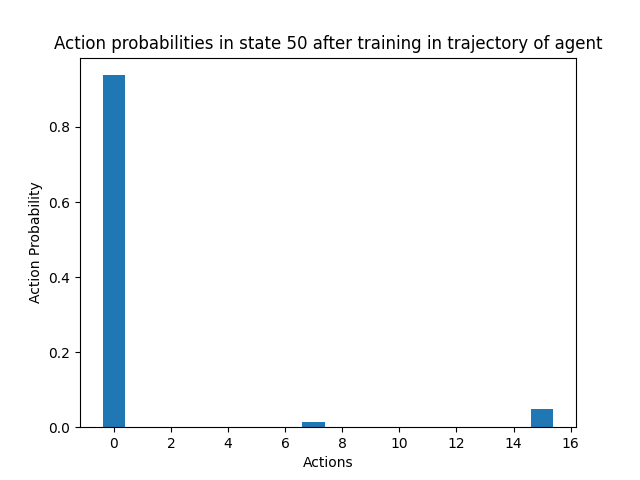 Action probabilities in state 50 after training in trajectory of agent
Action Probability
0.8
0.6
0.4
0.2
0.0
0 2 4 6 8 10 12 14 16
Actions